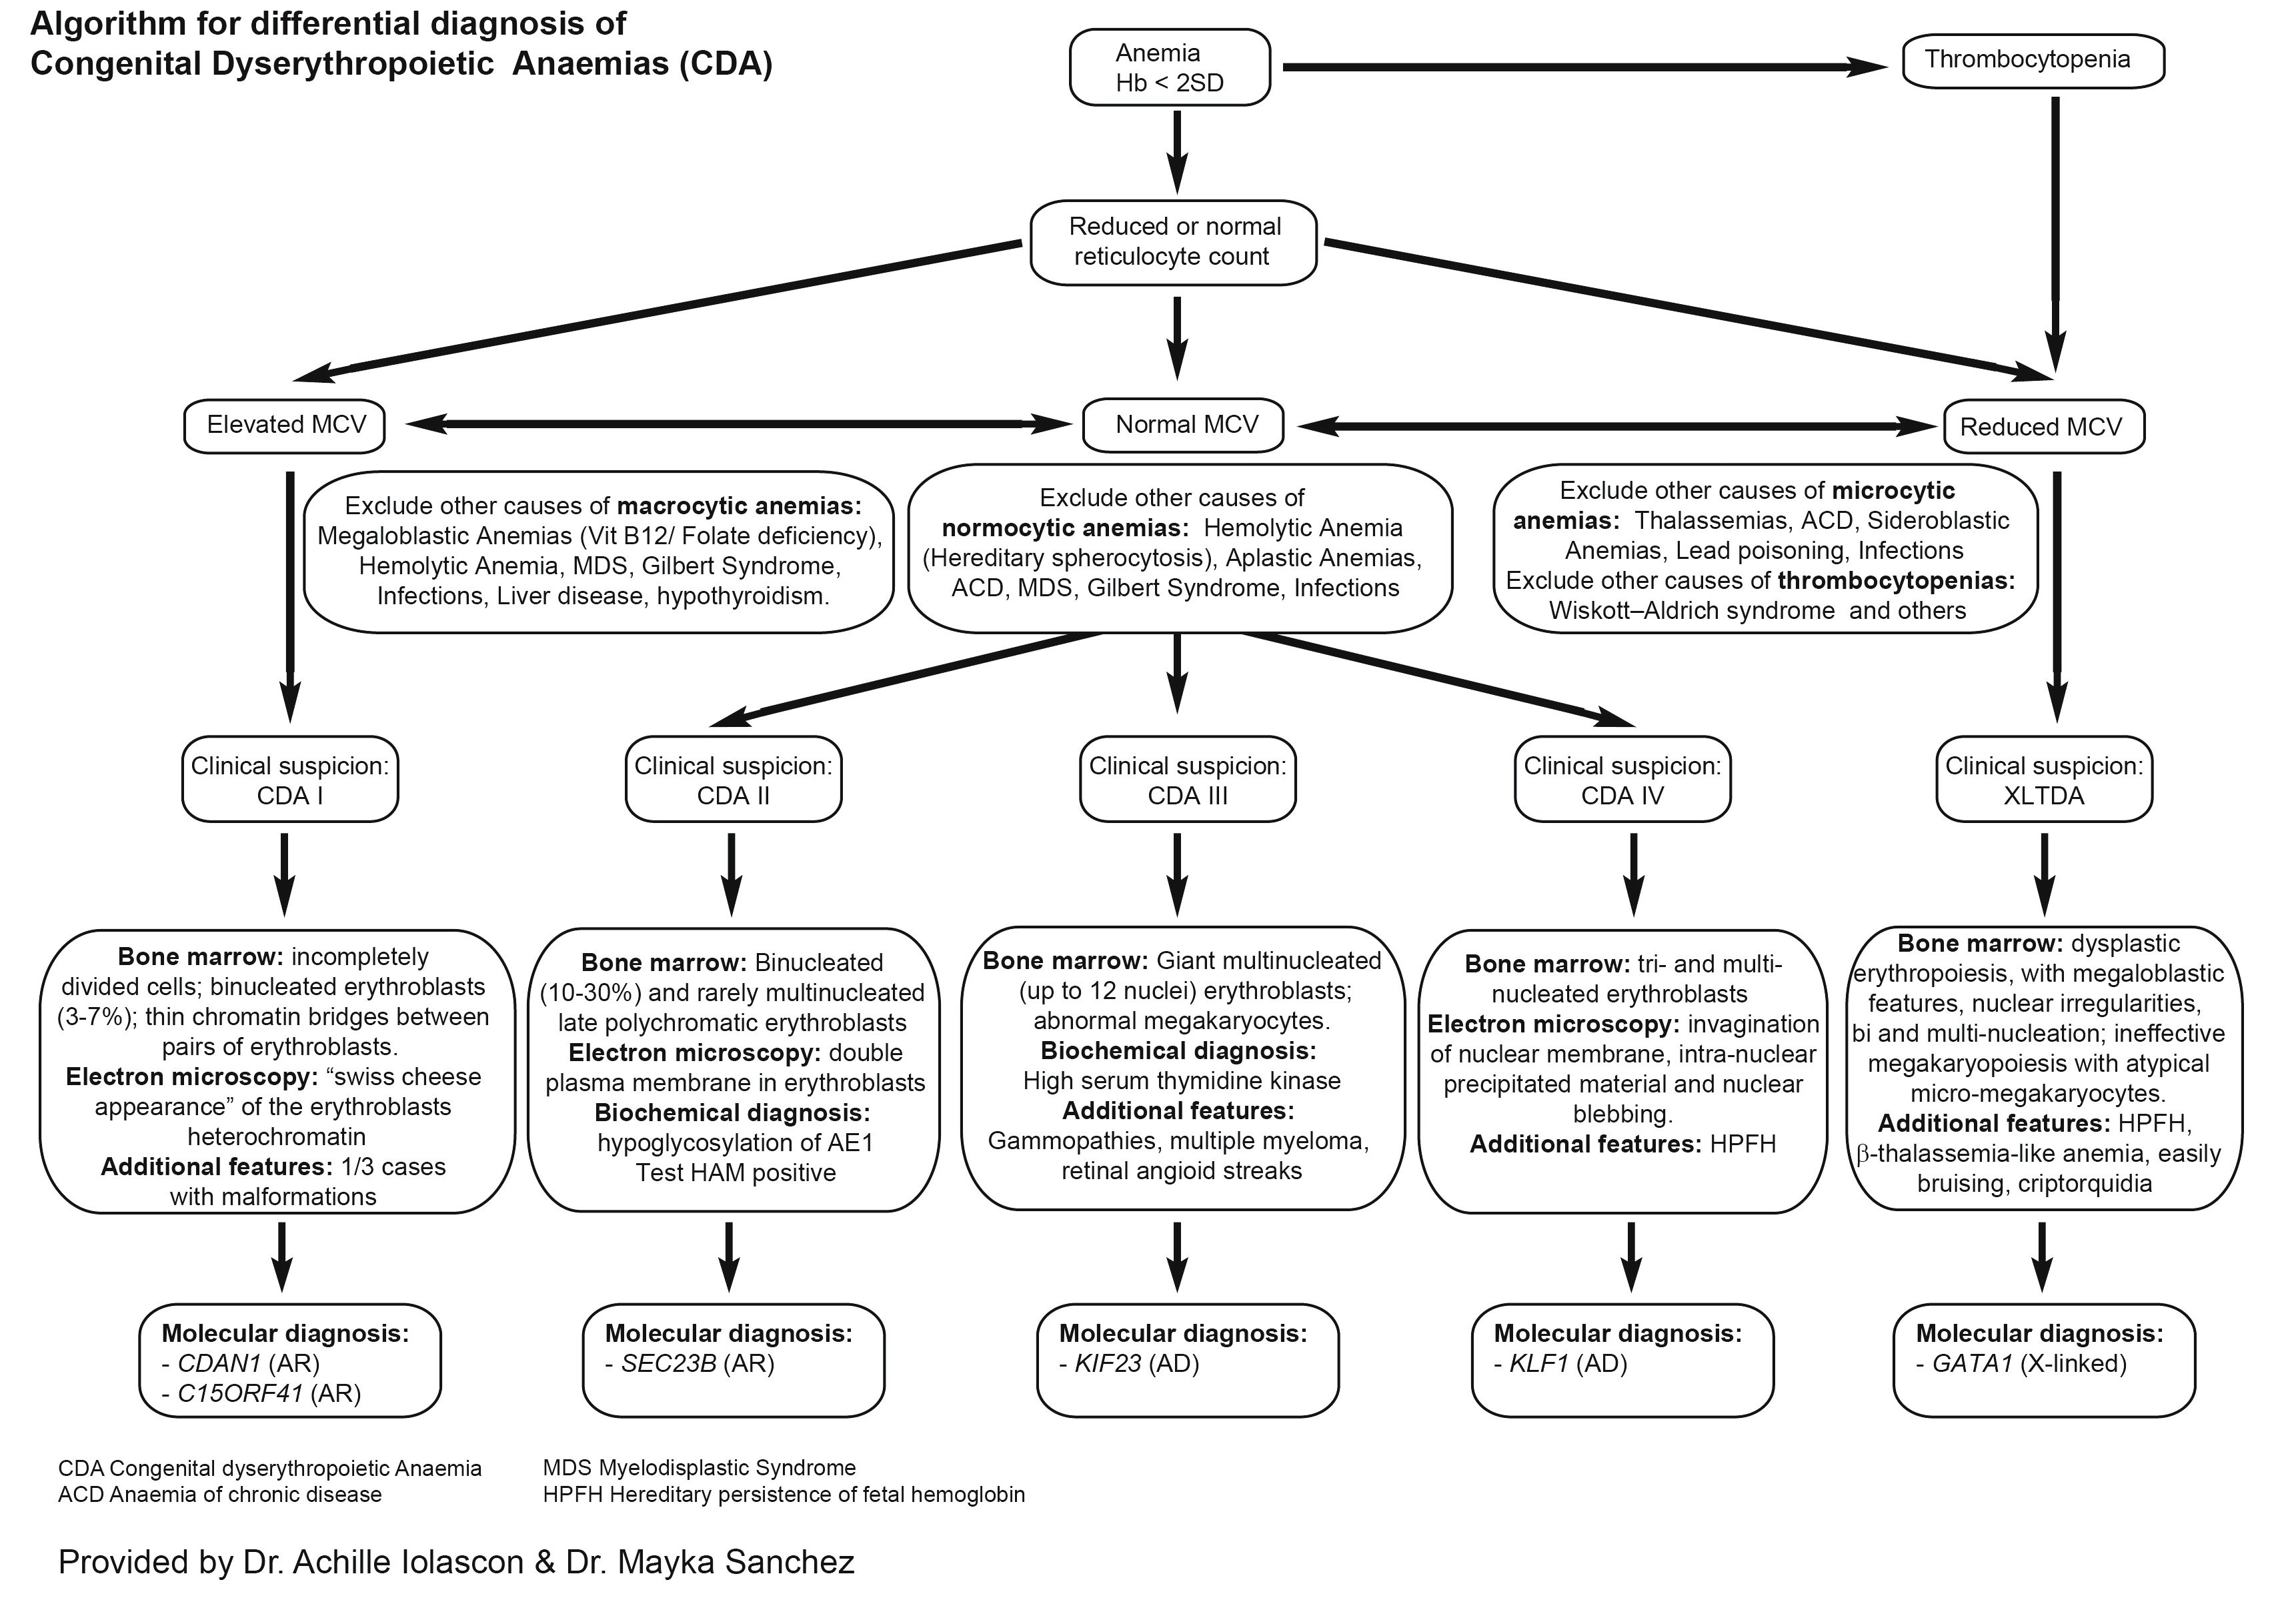 Algorithm for differential diagnosis of
Congenital Dyserythropoietic Anaemias (CDA)
Anemia
Hb < 2SD
Thrombocytopenia
Reduced or normal
reticulocyte count
Elevated MCV
Normal MCV
Reduced MCV
Exclude other causes of macrocytic anemias:
Megaloblastic Anemias (Vit B12/ Folate deficiency),
Hemolytic Anemia, MDS, Gilbert Syndrome,
Infections, Liver disease, hypothyroidism.
Exclude other causes of
normocytic anemias: Hemolytic Anemia
(Hereditary spherocytosis), Aplastic Anemias,
ACD, MDS, Gilbert Syndrome, Infections
Exclude other causes of microcytic
anemias: Thalassemias, ACD, Sideroblastic
Anemias, Lead poisoning, Infections
Exclude other causes of thrombocytopenias:
Wiskott–Aldrich syndrome and others
Clinical suspicion:
CDA I
Clinical suspicion:
CDA II
Clinical suspicion:
CDA III
Clinical suspicion:
CDA IV
Clinical suspicion:
XLTDA
Bone marrow: incompletely
divided cells; binucleated erythroblasts
(3-7%); thin chromatin bridges between
pairs of erythroblasts.
Electron microscopy: “swiss cheese
appearance” of the erythroblasts
heterochromatin
Additional features: 1/3 cases
with malformations
Bone marrow: Binucleated
(10-30%) and rarely multinucleated
late polychromatic erythroblasts
Electron microscopy: double
plasma membrane in erythroblasts
Biochemical diagnosis:
hypoglycosylation of AE1
Test HAM positive
Bone marrow: Giant multinucleated
(up to 12 nuclei) erythroblasts;
abnormal megakaryocytes.
Biochemical diagnosis:
High serum thymidine kinase
Additional features:
Gammopathies, multiple myeloma,
retinal angioid streaks
Bone marrow: tri- and multi-
nucleated erythroblasts
Electron microscopy: invagination
of nuclear membrane, intra-nuclear
precipitated material and nuclear
blebbing.
Additional features: HPFH
Bone marrow: dysplastic
erythropoiesis, with megaloblastic
features, nuclear irregularities,
bi and multi-nucleation; ineffective
megakaryopoiesis with atypical
micro-megakaryocytes.
Additional features: HPFH,
β-thalassemia-like anemia, easily
bruising, criptorquidia
Molecular diagnosis:
- CDAN1 (AR)
- C15ORF41 (AR)
Molecular diagnosis:
- SEC23B (AR)
Molecular diagnosis:
- KIF23 (AD)
Molecular diagnosis:
- KLF1 (AD)
Molecular diagnosis:
- GATA1 (X-linked)
CDA Congenital dyserythropoietic Anaemia
ACD Anaemia of chronic disease
MDS Myelodisplastic Syndrome
HPFH Hereditary persistence of fetal hemoglobin
Provided by Dr. Achille Iolascon & Dr. Mayka Sanchez